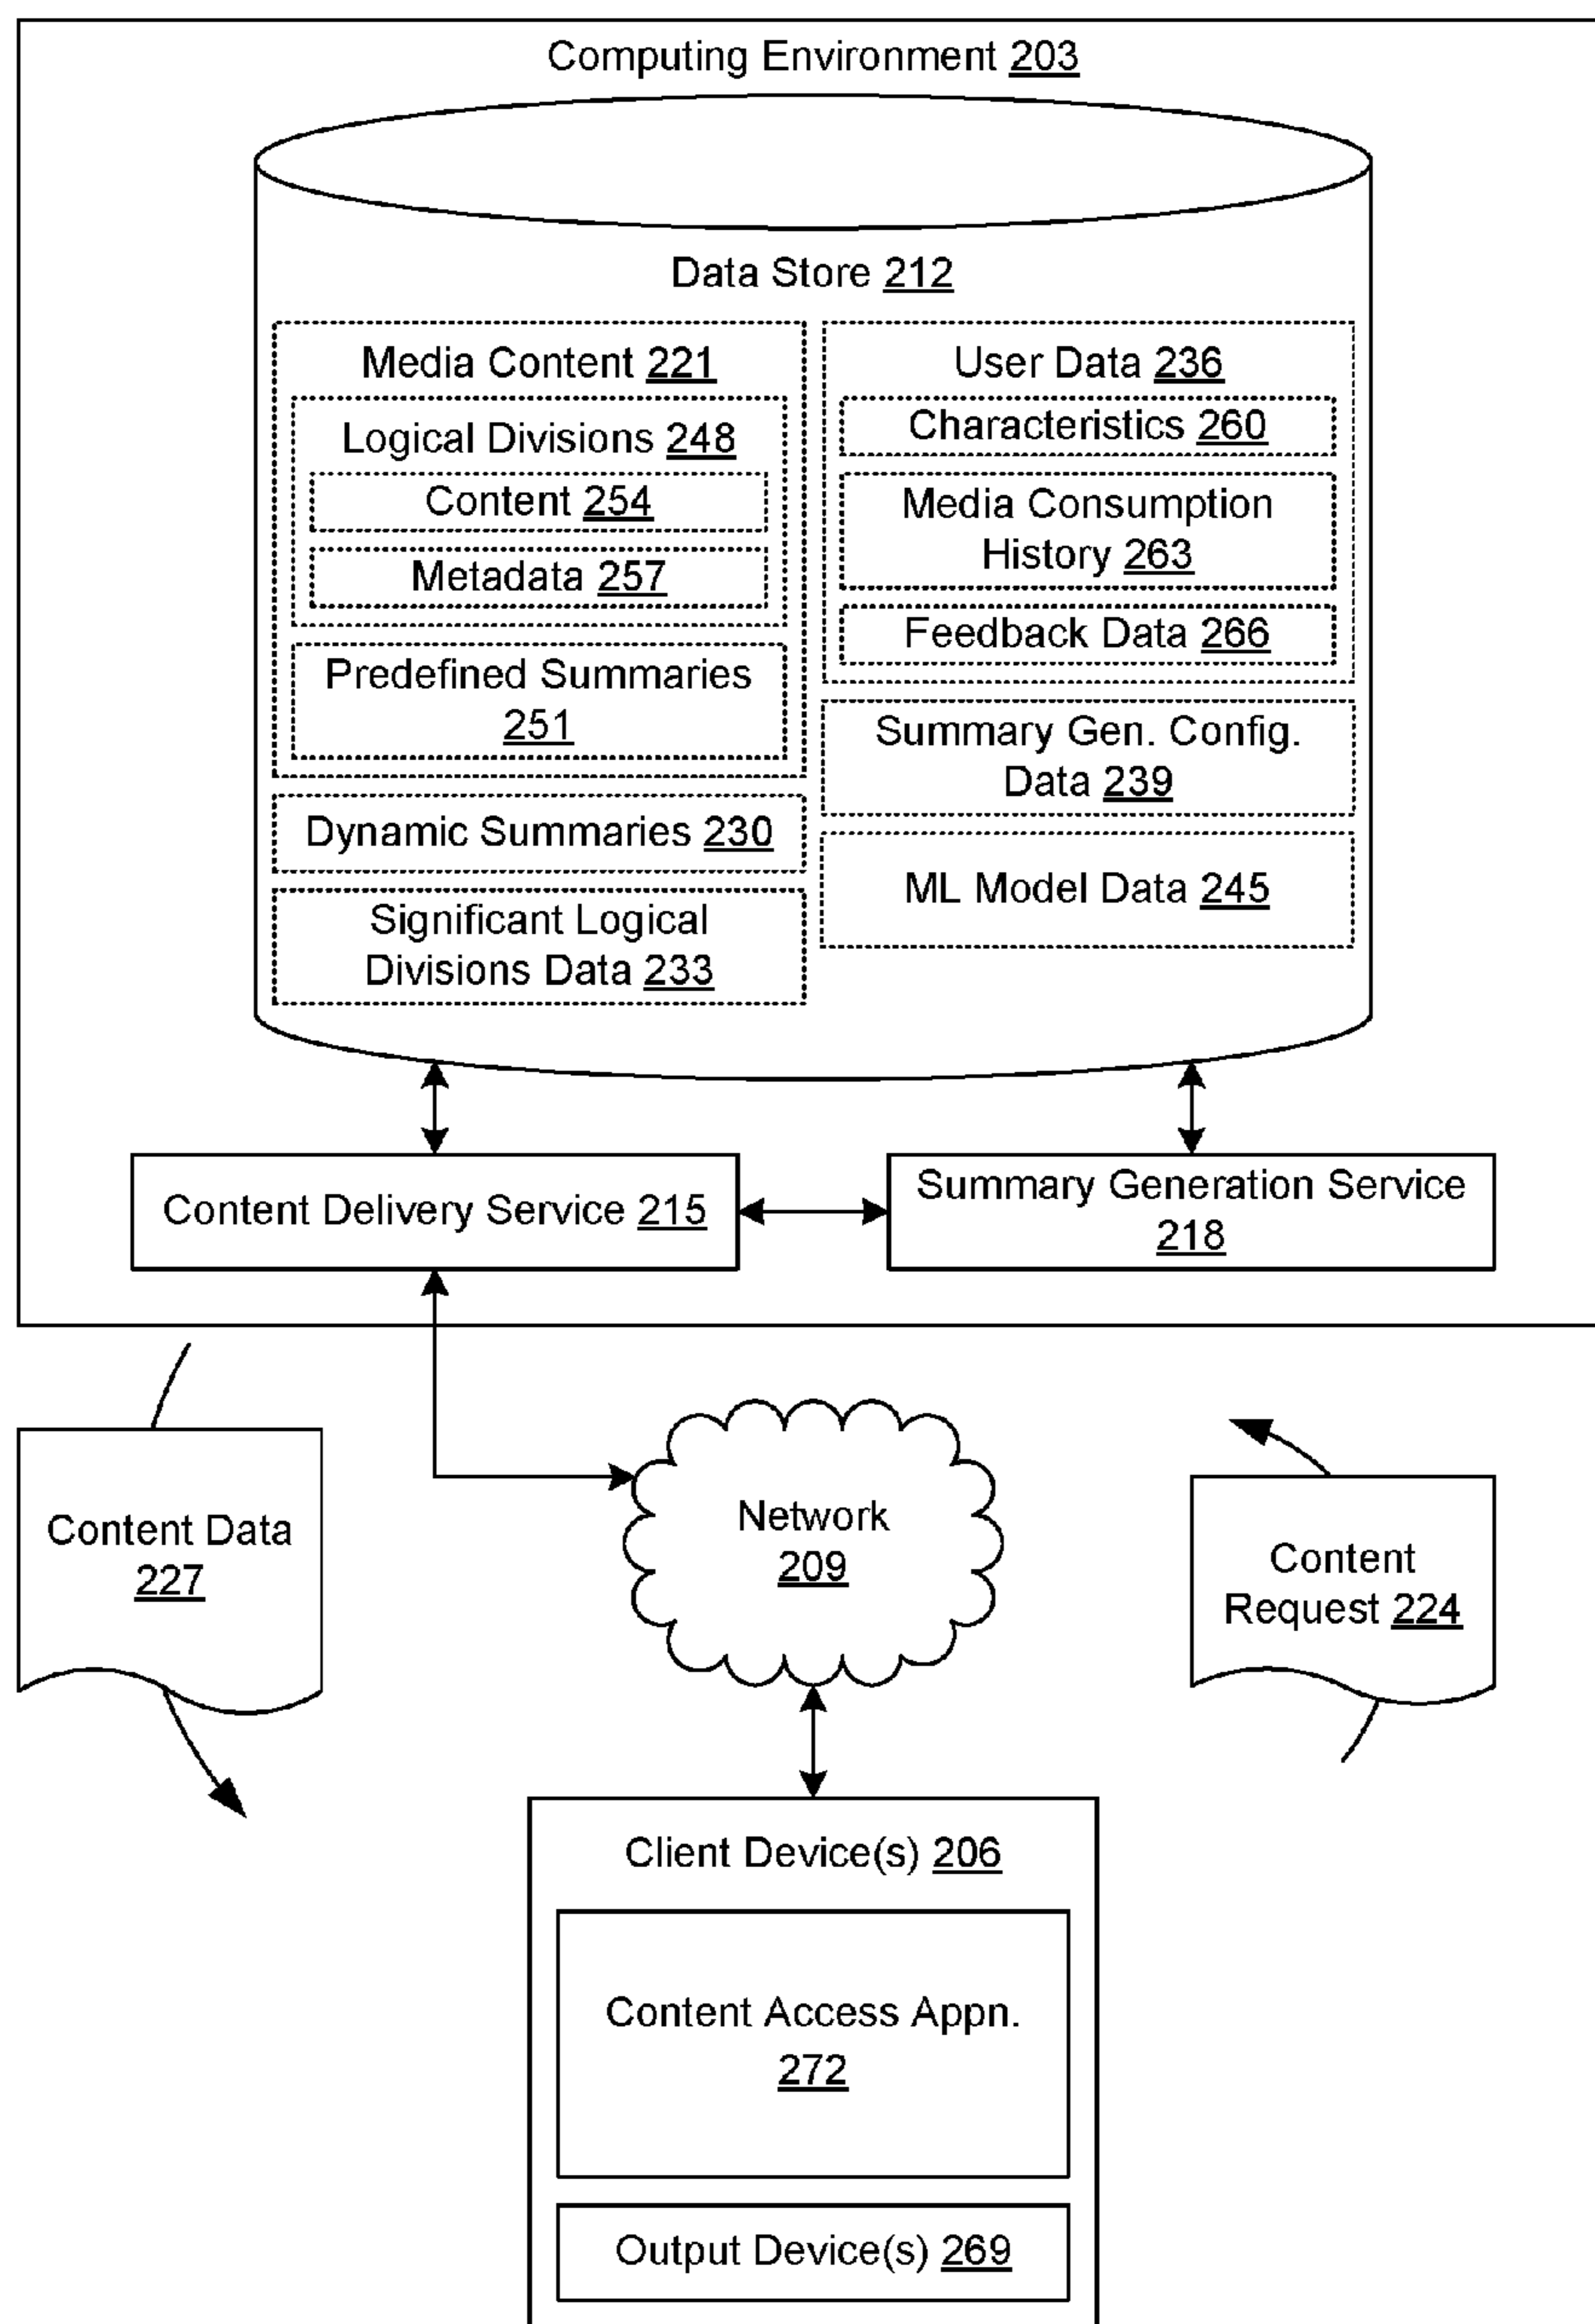 Computing Environment 203
Data Store 212
Media Content 221
Logical Divisions 248
Content 254
Metadata 257
Predefined Summaries
251
Dynamic Summaries 230
Significant Logical
Divisions Data 233
User Data 236
Characteristics 260
Media Consumption
History 263
Feedback Data 266
Summary Gen. Config.
Data 239
ML Model Data 245
Content Delivery Service 215
Summary Generation Service
218
Content Data
227
Network
209
Content
Request 224
Client Device(s) 206
Content Access Appn.
272
Output Device(s) 269